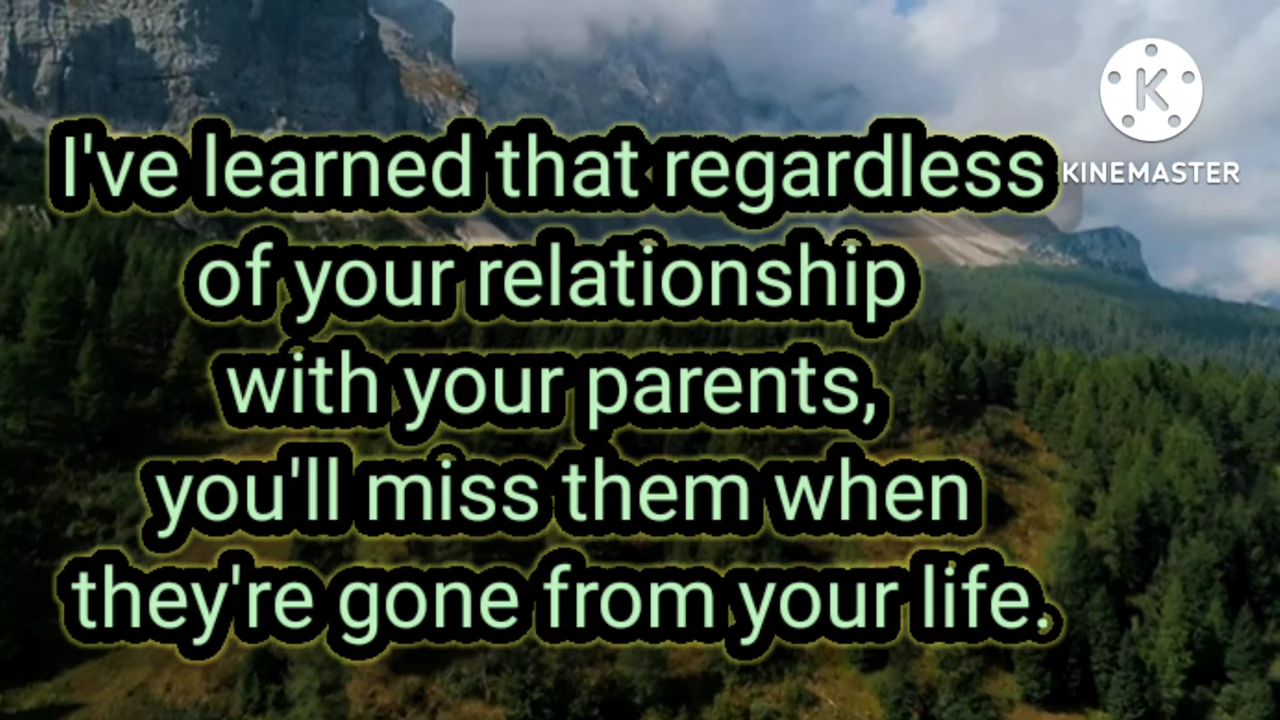 I've learned that regardless
of your relationship
with your parents,
you'll miss them when
they're gone from your life.
K
KINEMASTER